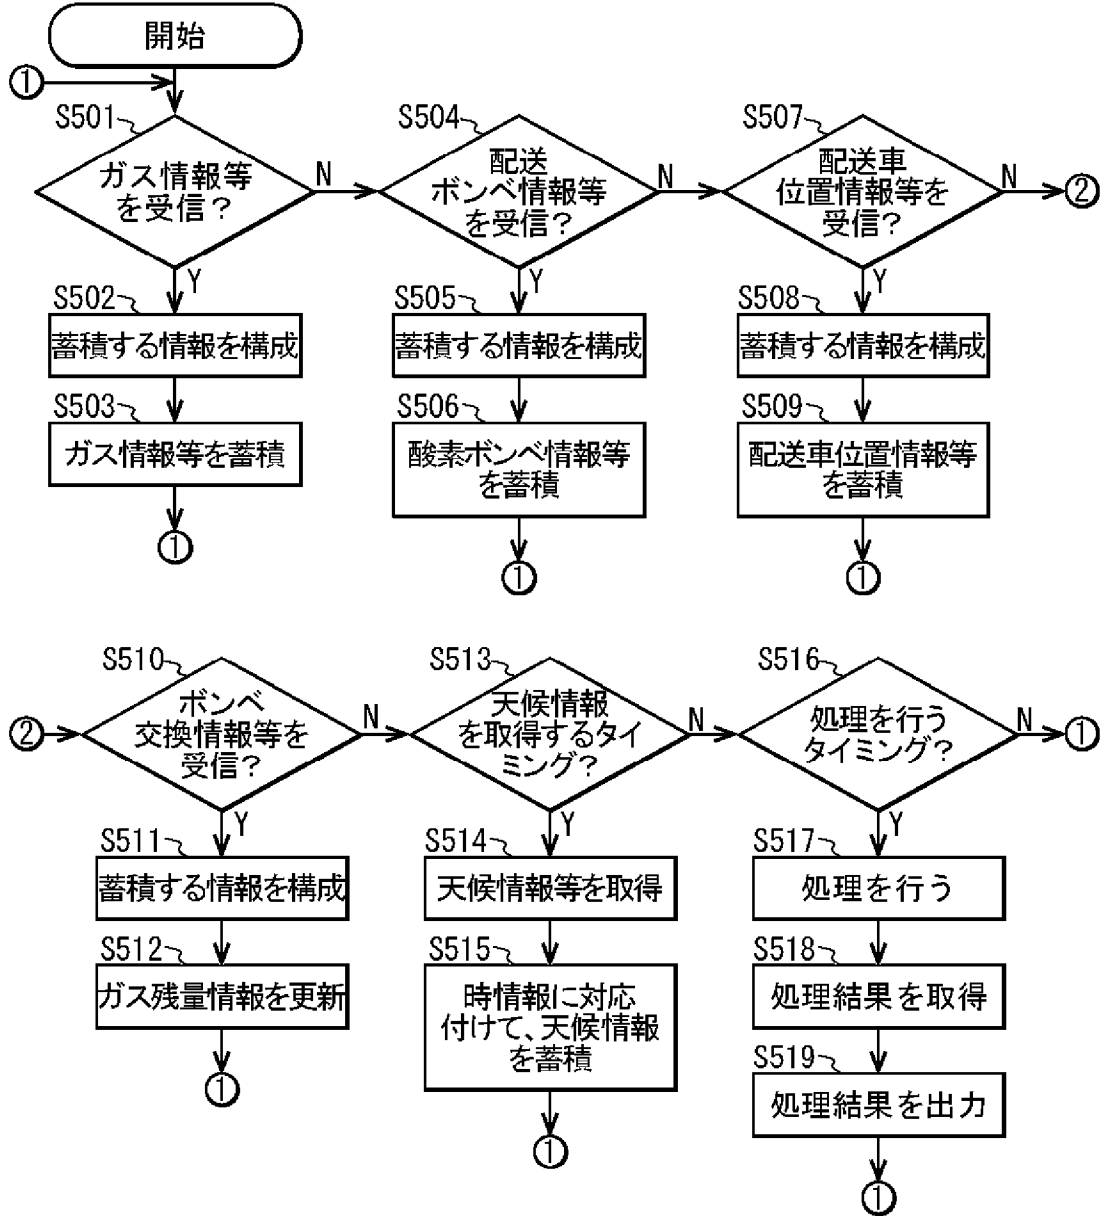 開始
①
S501
ガス情報等
を受信?
N
Y
S502
蓄積する情報を構成
S503
ガス情報等を蓄積
①
S504
配送
ボンベ情報等
を受信?
N
Y
S505
蓄積する情報を構成
S506
酸素ボンベ情報等
を蓄積
①
S507
配送車
位置情報等を
受信?
N
②
Y
S508
蓄積する情報を構成
S509
配送車位置情報等
を蓄積
①
②
S510
ボンベ
交換情報等を
受信?
N
Y
S511
蓄積する情報を構成
S512
ガス残量情報を更新
①
S513
天候情報
を取得するタイ
ミング?
N
Y
S514
天候情報等を取得
S515
時情報に対応
付けて、天候情報
を蓄積
①
S516
処理を行う
タイミング?
N
①
Y
S517
処理を行う
S518
処理結果を取得
S519
処理結果を出力
①